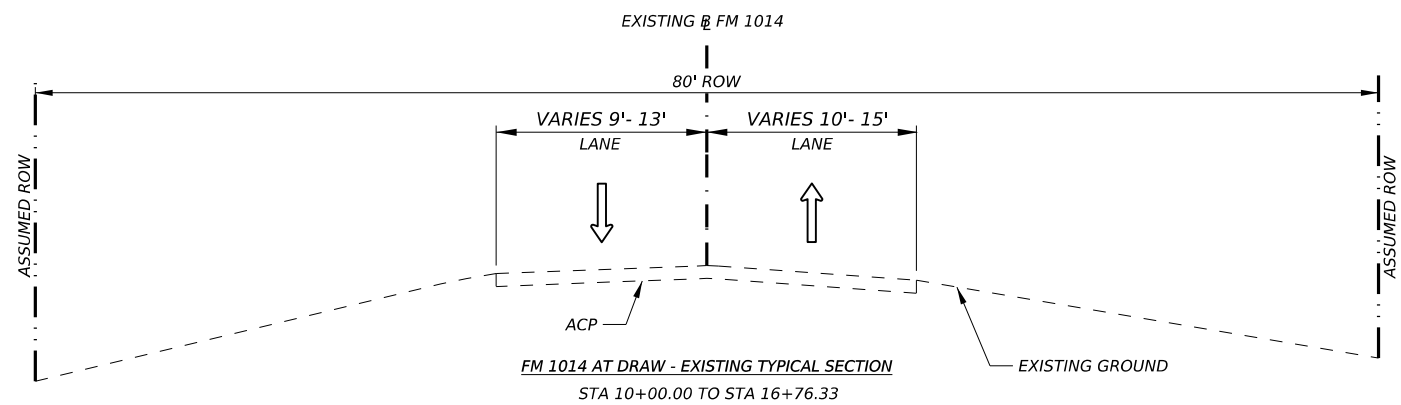 EXISTING ℄ FM 1014
80' ROW
VARIES 9'- 13'
VARIES 10'- 15'
LANE
LANE
ASSUMED ROW
ASSUMED ROW
ACP
EXISTING GROUND
FM 1014 AT DRAW - EXISTING TYPICAL SECTION
STA 10+00.00 TO STA 16+76.33